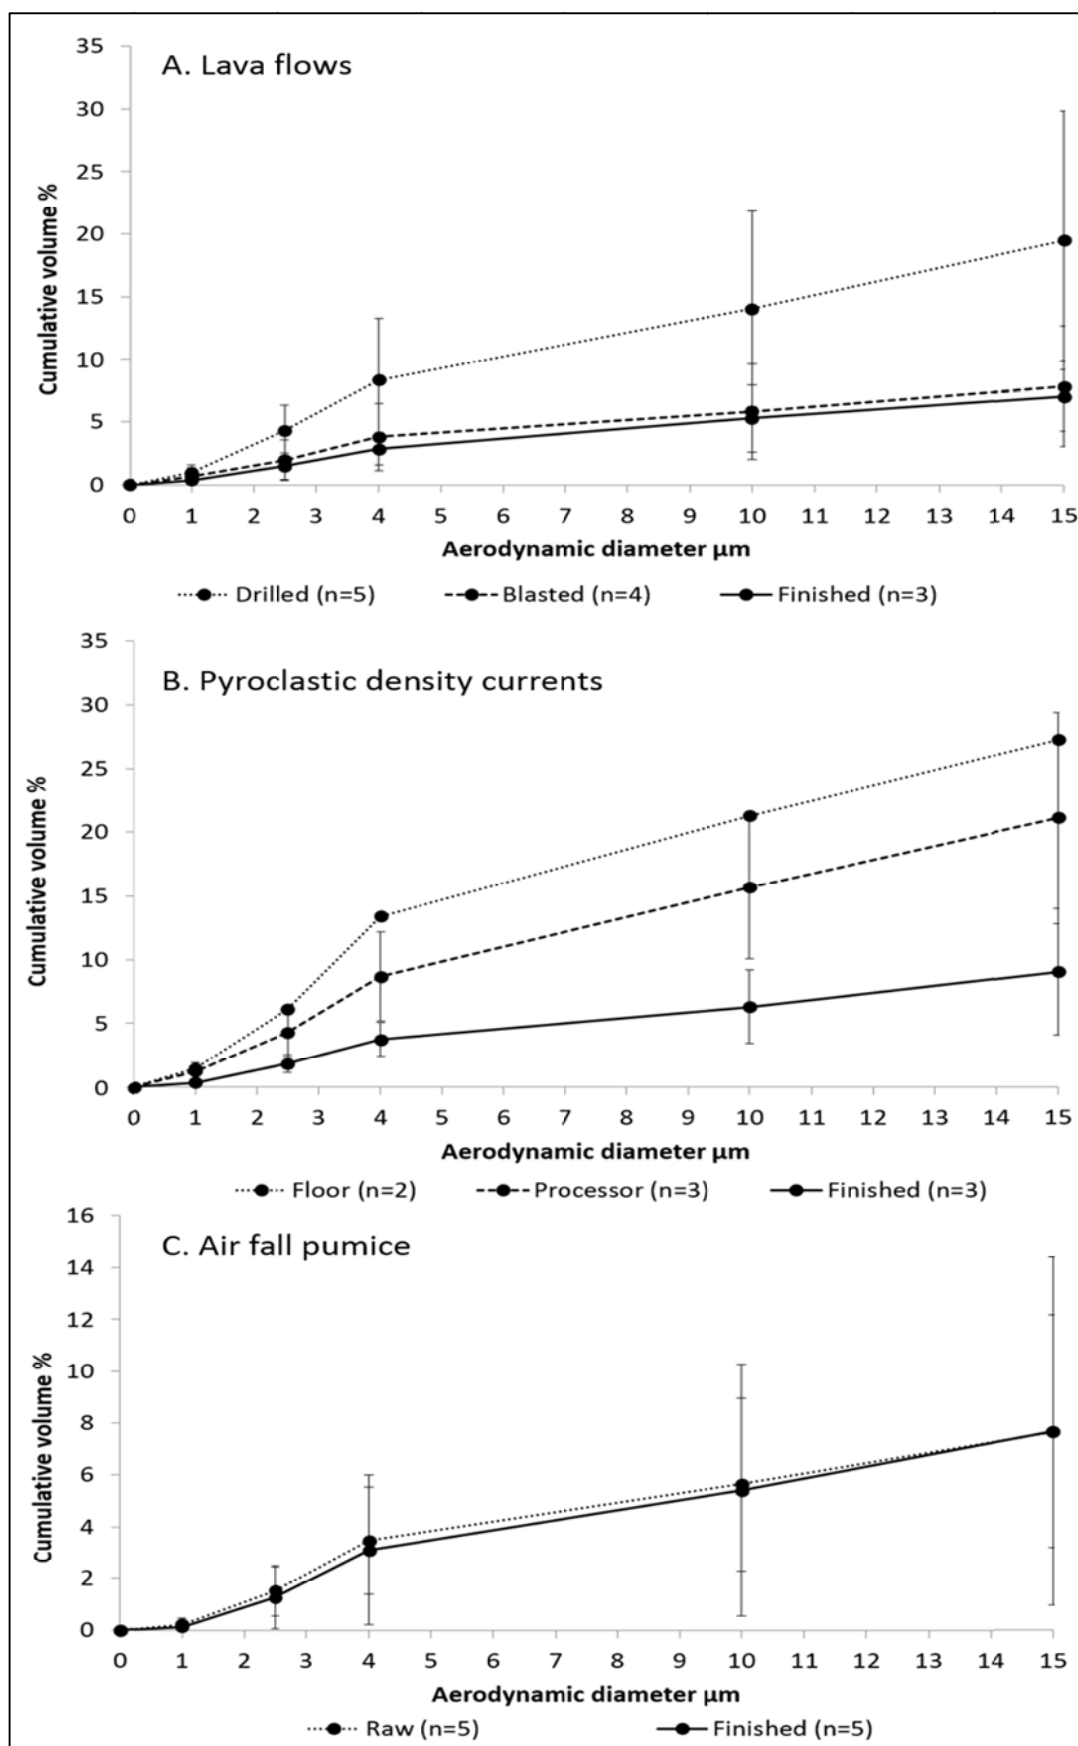 A. Lava flows
35
30
25
20
15
10
5
0
Cumulative volume %
0 1 2 3 4 5 6 7 8 9 10 11 12 13 14 15
Aerodynamic diameter µm
Drilled (n=5) Blasted (n=4) Finished (n=3)
B. Pyroclastic density currents
35
30
25
20
15
10
5
0
Cumulative volume %
0 1 2 3 4 5 6 7 8 9 10 11 12 13 14 15
Aerodynamic diameter µm
Floor (n=2) Processor (n=3) Finished (n=3)
C. Air fall pumice
16
14
12
10
8
6
4
2
0
Cumulative volume %
0 1 2 3 4 5 6 7 8 9 10 11 12 13 14 15
Aerodynamic diameter µm
Raw (n=5) Finished (n=5)